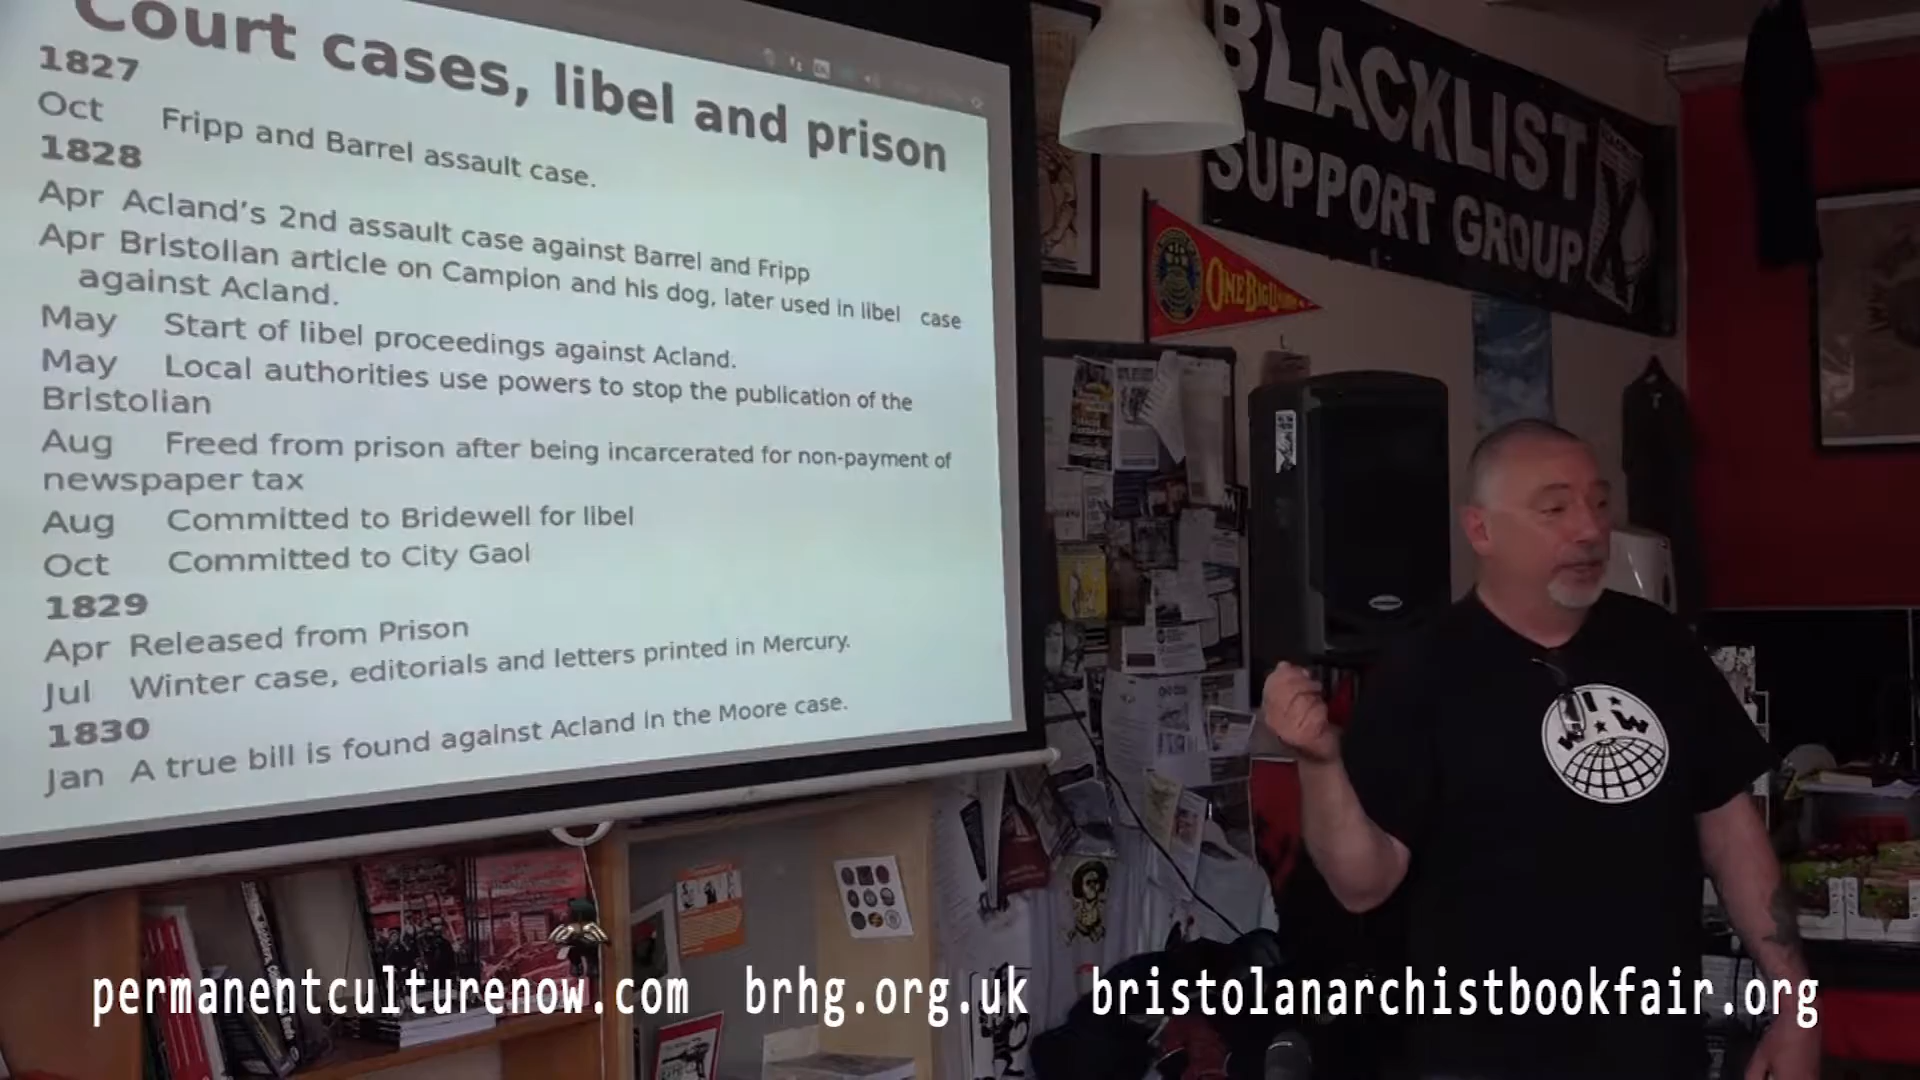 Court cases, libel and prison
1827
Oct Fripp and Barrel assault case.
1828
Apr Acland's 2nd assault case against Barrel and Fripp
Apr Bristolian article on Campion and his dog, later used in libel case
against Acland.
May Start of libel proceedings against Acland.
May Local authorities use powers to stop the publication of the
Bristolian
Aug Freed from prison after being incarcerated for non-payment of
newspaper tax
Aug Committed to Bridewell for libel
Oct Committed to City Gaol
1829
Apr Released from Prison
Jul Winter case, editorials and letters printed in Mercury.
1830
Jan A true bill is found against Acland in the Moore case.
BLACKLIST
SUPPORT GROUP
ONE BIG
I W W
permanentculturenow.com brhg.org.uk bristolanarchistbookfair.org